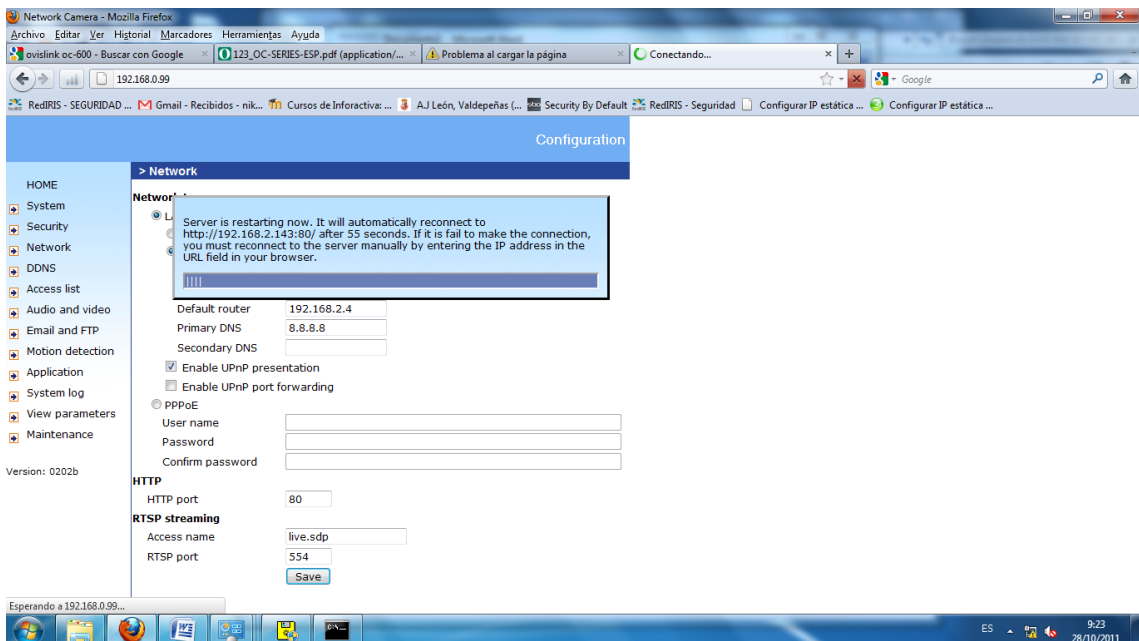 Network Camera - Mozilla Firefox
Archivo Editar Ver Historial Marcadores Herramientas Ayuda
ovislink oc-600 - Buscar con Google
123_OC-SERIES-ESP.pdf (application/...
Problema al cargar la página
Conectando...
192.168.0.99
Google
RedIRIS - SEGURIDAD ...
Gmail - Recibidos - nik...
Cursos de Inforactiva: ...
A.J León, Valdepeñas (...
Security By Default
RedIRIS - Seguridad
Configurar IP estática ...
Configurar IP estática ...
Configuration
HOME
System
Security
Network
DDNS
Access list
Audio and video
Email and FTP
Motion detection
Application
System log
View parameters
Maintenance
Version: 0202b
> Network
Server is restarting now. It will automatically reconnect to
http://192.168.2.143:80/ after 55 seconds. If it is fail to make the connection,
you must reconnect to the server manually by entering the IP address in the
URL field in your browser.
Default router 192.168.2.4
Primary DNS 8.8.8.8
Secondary DNS
Enable UPnP presentation
Enable UPnP port forwarding
PPPoE
User name
Password
Confirm password
HTTP
HTTP port 80
RTSP streaming
Access name live.sdp
RTSP port 554
Save
Esperando a 192.168.0.99...
ES
9:23
28/10/2011